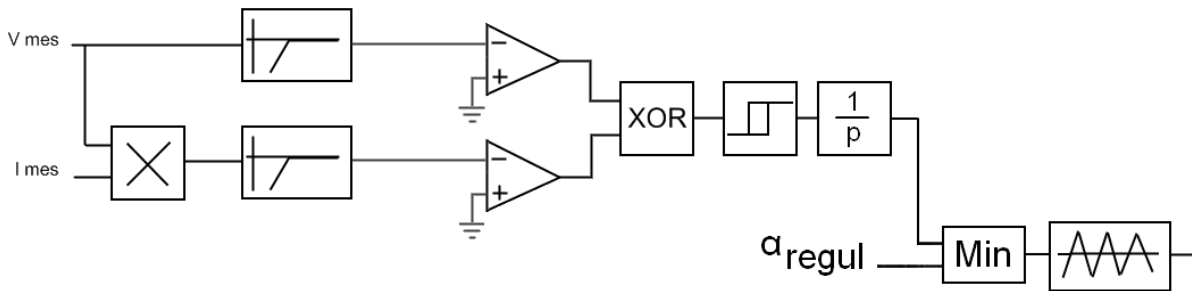 V mes
I mes
XOR
1
p
α regul
Min